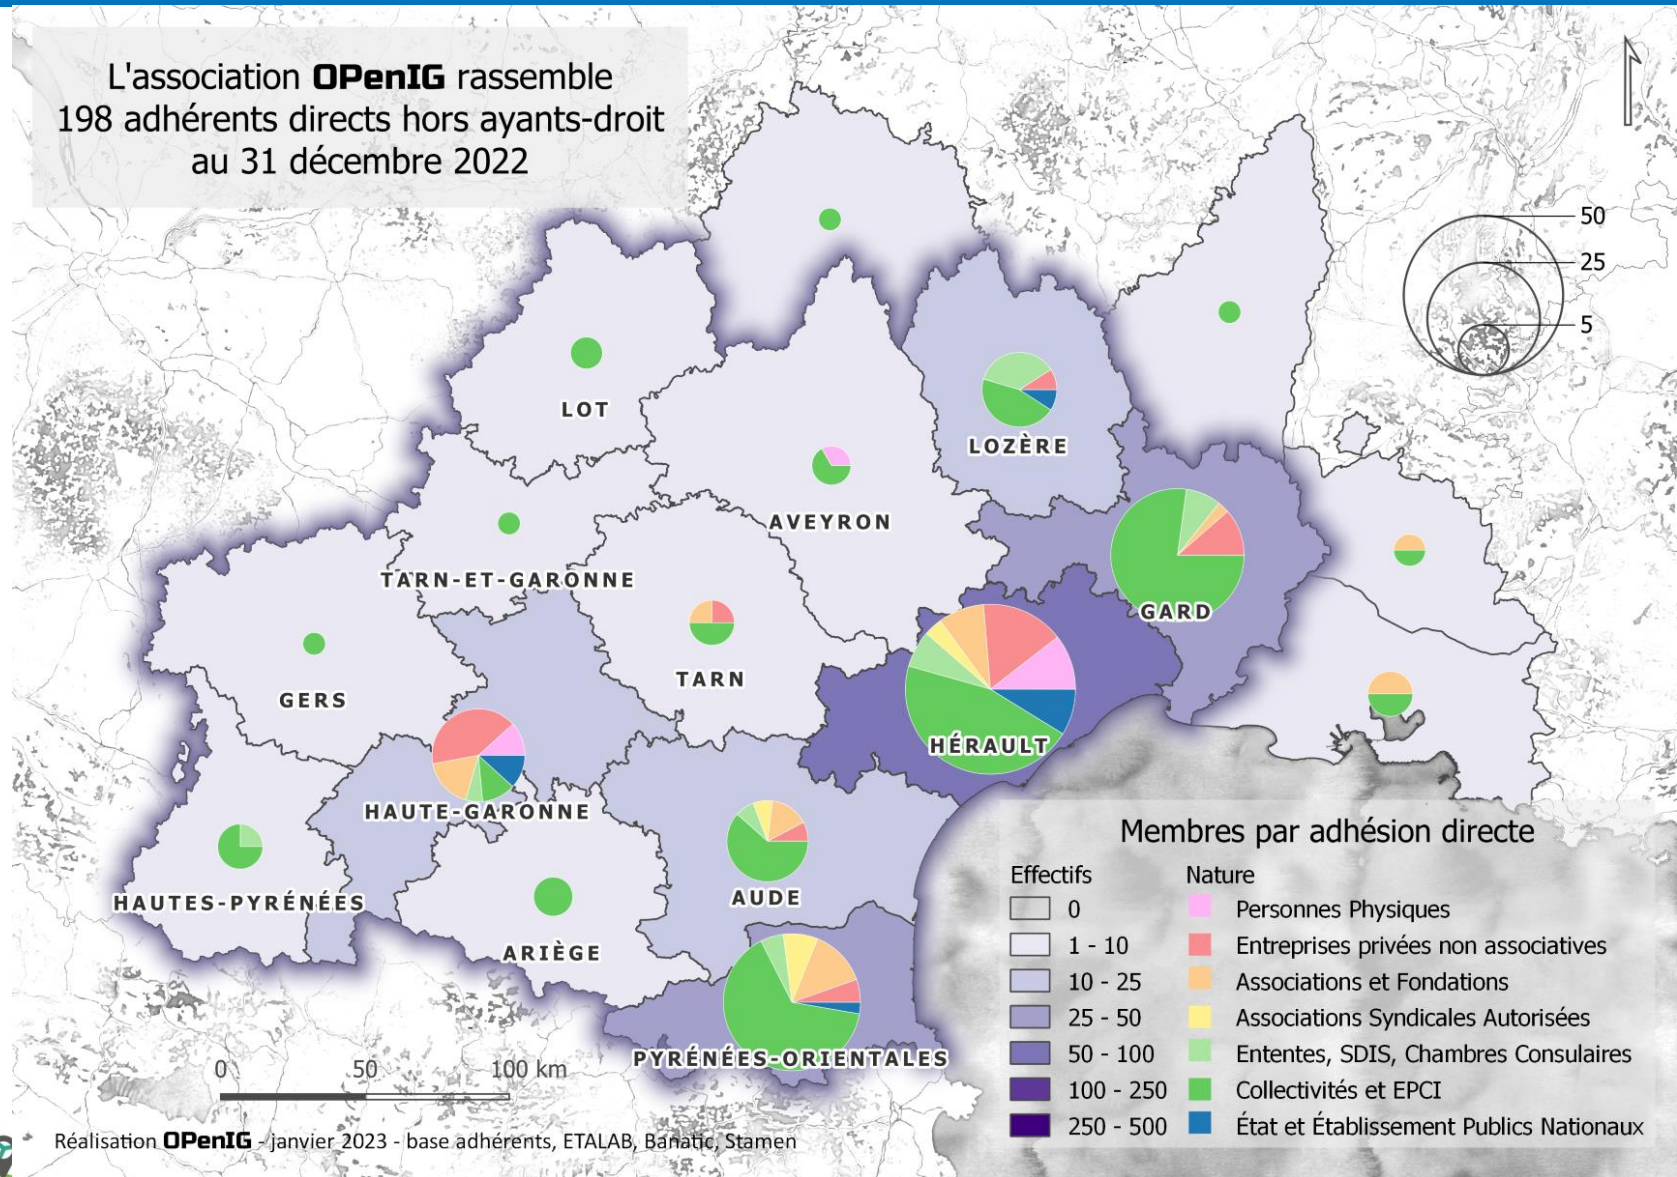 L'association OPenIG rassemble
198 adhérents directs hors ayants-droit
au 31 décembre 2022
50
25
5
LOT
LOZÈRE
AVEYRON
TARN-ET-GARONNE
GARD
TARN
GERS
HÉRAULT
HAUTE-GARONNE
HAUTES-PYRÉNÉES
AUDE
ARIÈGE
PYRÉNÉES-ORIENTALES
Membres par adhésion directe
Effectifs
0
1 - 10
10 - 25
25 - 50
50 - 100
100 - 250
250 - 500
Nature
Personnes Physiques
Entreprises privées non associatives
Associations et Fondations
Associations Syndicales Autorisées
Ententes, SDIS, Chambres Consulaires
Collectivités et EPCI
État et Établissement Publics Nationaux
0 50 100 km
Réalisation OPenIG - janvier 2023 - base adhérents, ETALAB, Banatic, Stamen